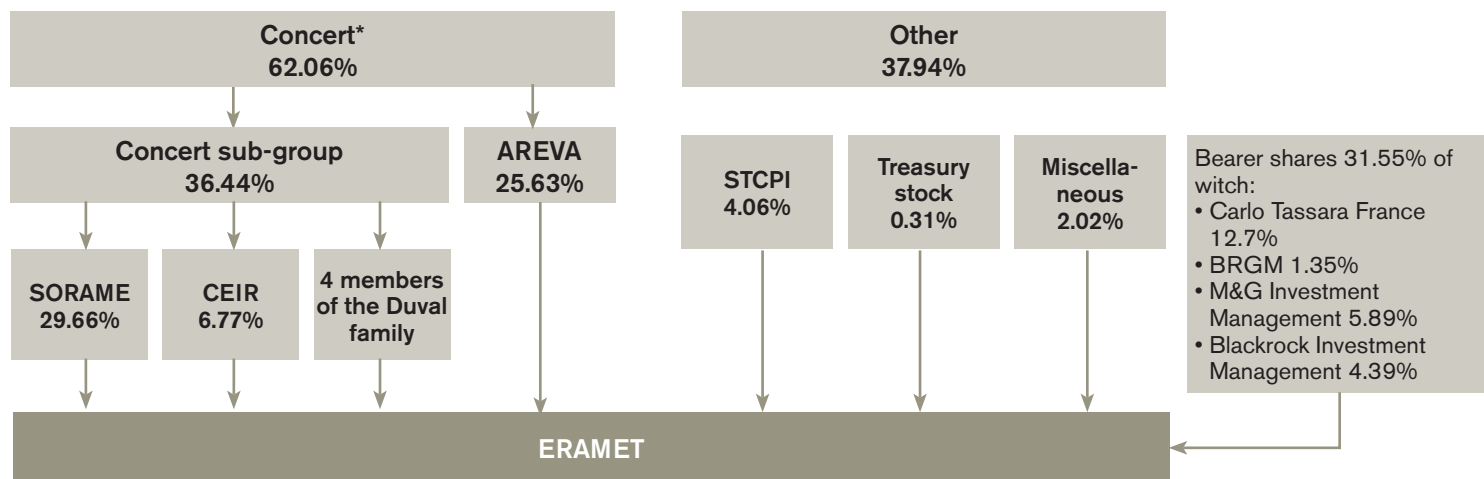 Concert*
62.06%
Other
37.94%
Concert sub-group
36.44%
AREVA
25.63%
STCPI
4.06%
Treasury
stock
0.31%
Miscella-
neous
2.02%
Bearer shares 31.55% of
witch:
• Carlo Tassara France
12.7%
• BRGM 1.35%
• M&G Investment
Management 5.89%
• Blackrock Investment
Management 4.39%
SORAME
29.66%
CEIR
6.77%
4 members
of the Duval
family
ERAMET